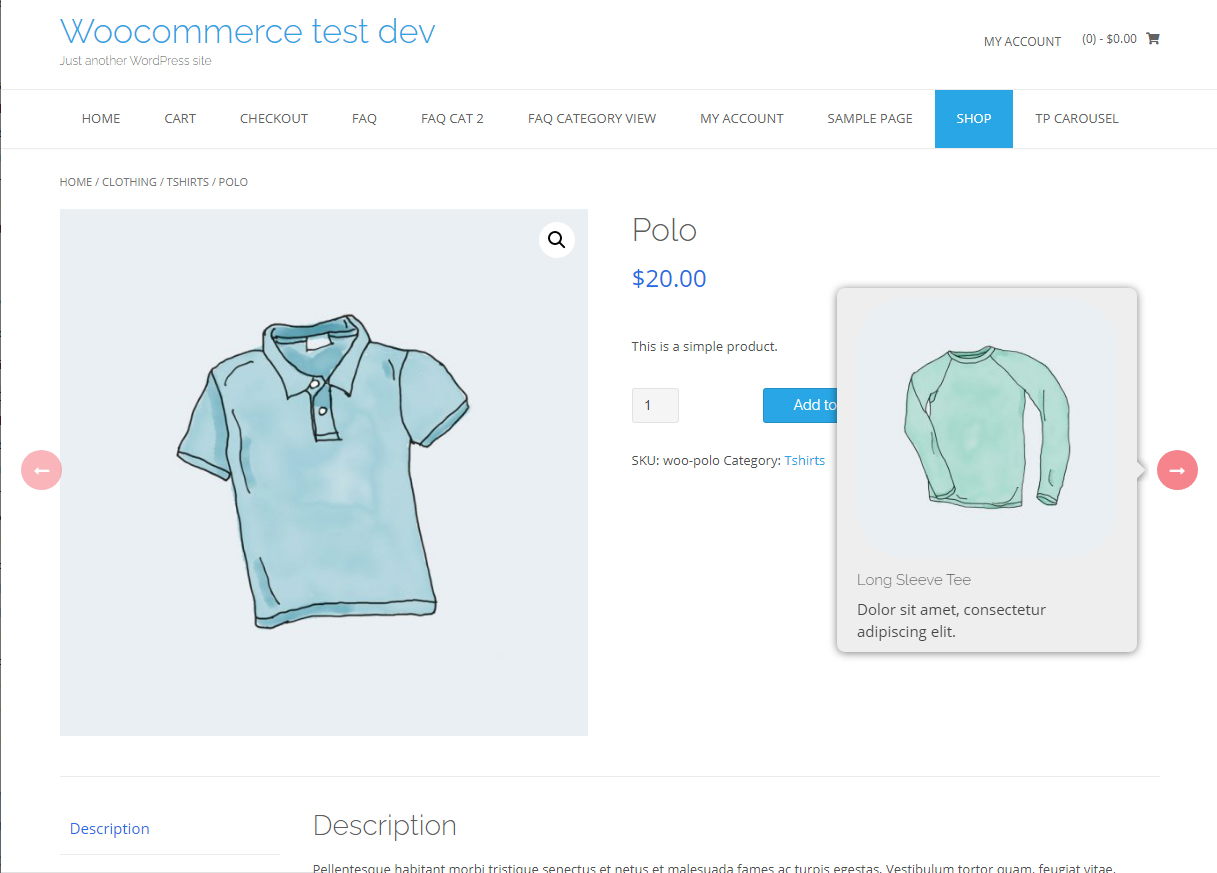 Woocommerce test dev
Just another WordPress site
MY ACCOUNT (0) - $0.00
HOME CART CHECKOUT FAQ FAQ CAT 2 FAQ CATEGORY VIEW MY ACCOUNT SAMPLE PAGE SHOP TP CAROUSEL
HOME / CLOTHING / TSHIRTS / POLO
Polo
$20.00
This is a simple product.
1 Add to
SKU: woo-polo Category: Tshirts
Long Sleeve Tee
Dolor sit amet, consectetur
adipiscing elit.
Description
Description
Pellentesque habitant morbi tristique senectus et netus et malesuada fames ac turpis egestas. Vestibulum tortor quam, feugiat vitae,